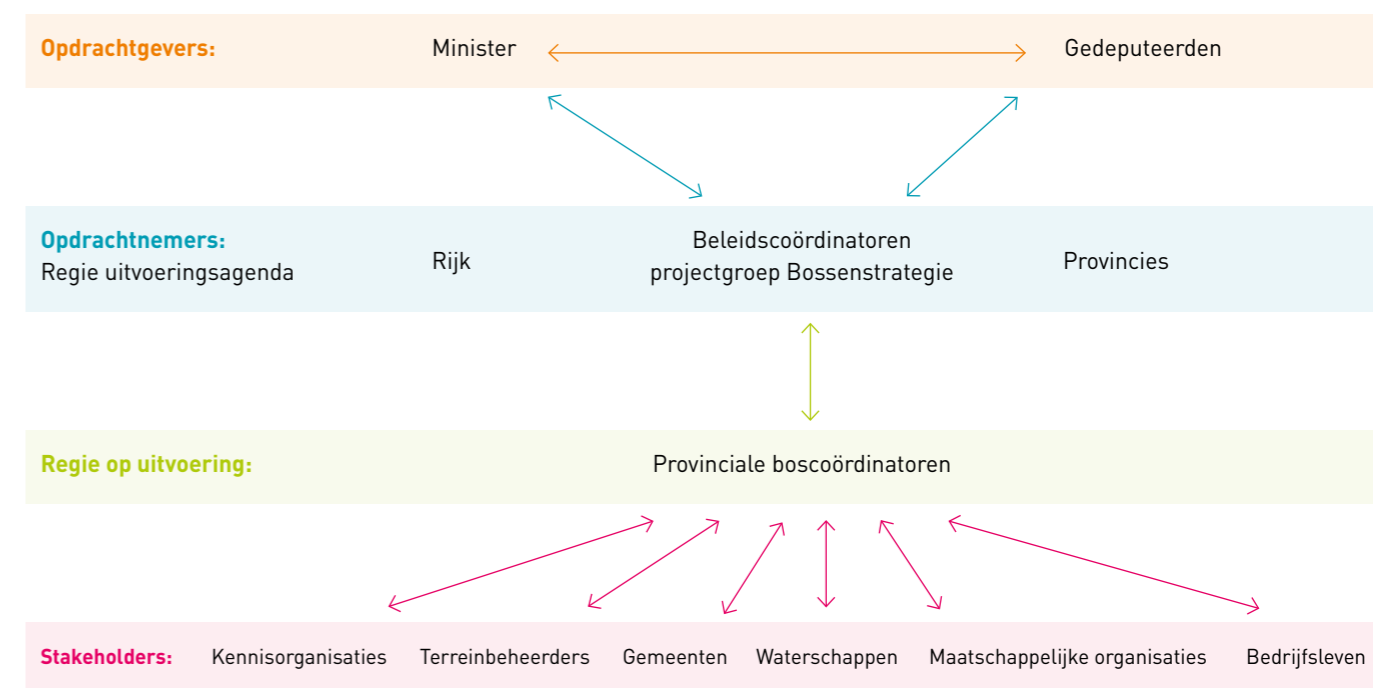 Opdrachtgevers: Minister Gedeputeerden
Opdrachtnemers:
Regie uitvoeringsagenda
Rijk
Beleidscoördinatoren
projectgroep Bossenstrategie
Provincies
Regie op uitvoering: Provinciale boscoördinatoren
Stakeholders: Kennisorganisaties Terreinbeheerders Gemeenten Waterschappen Maatschappelijke organisaties Bedrijfsleven